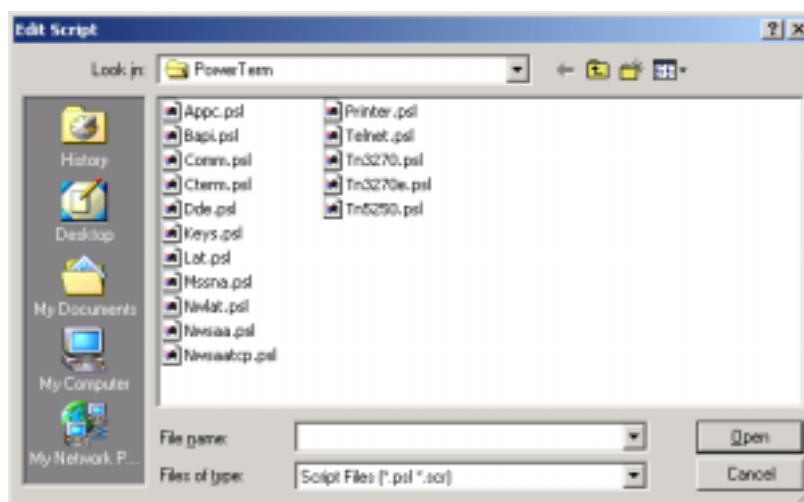 Edit Script
Look in: PowerTerm
History
Desktop
My Documents
My Computer
My Network P...
Appc.psl
Bapi.psl
Comm.psl
Cterm.psl
Dde.psl
Keys.psl
Lat.psl
Mssna.psl
Nwlat.psl
Nwsaa.psl
Nwsaatcp.psl
Printer.psl
Telnet.psl
Tn3270.psl
Tn3270e.psl
Tn5250.psl
File name:
Open
Files of type: Script Files (*.psl *.scr)
Cancel